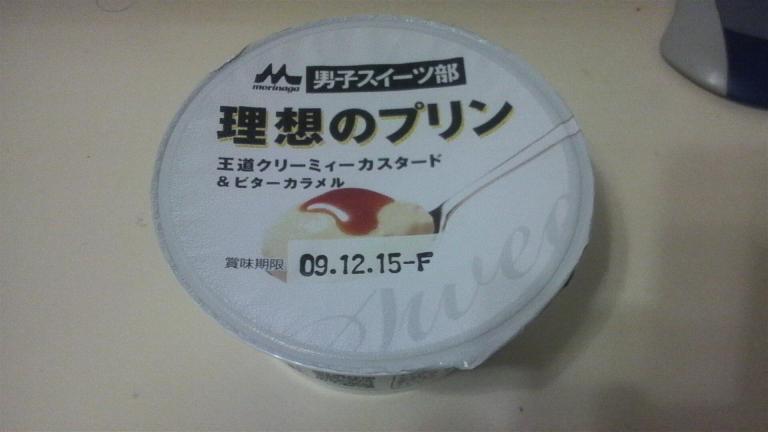 morinaga
男子スイーツ部
理想のプリン
王道クリーミィーカスタード
&ビターカラメル
賞味期限 09.12.15-F
Sweet